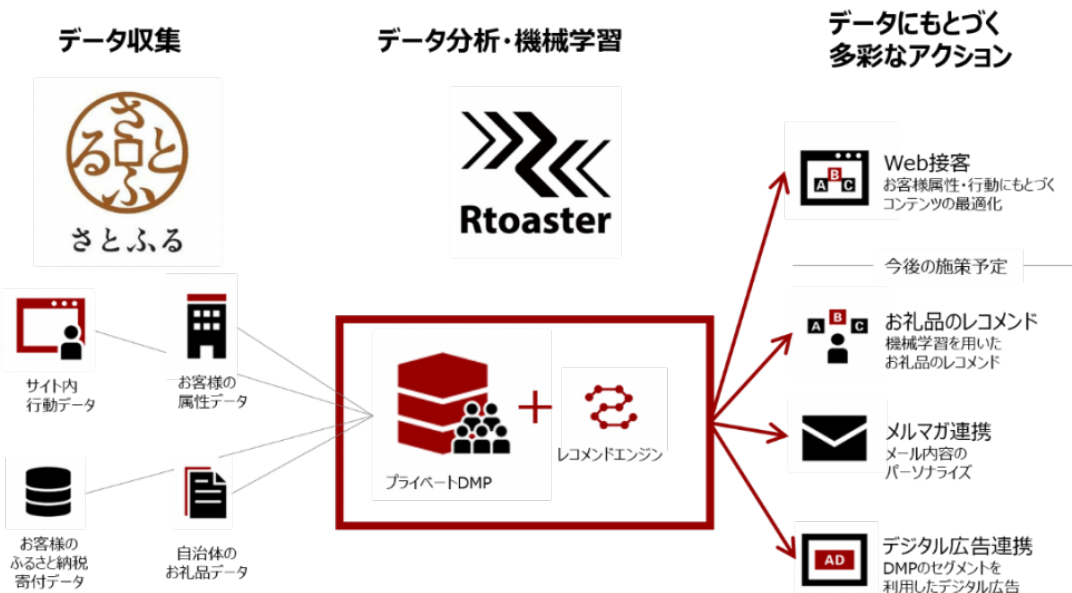 データ収集
データ分析・機械学習
データにもとづく
多彩なアクション
さとふる
さとふる
Rtoaster
サイト内
行動データ
お客様の
属性データ
お客様の
ふるさと納税
寄付データ
自治体の
お礼品データ
プライベートDMP
+
レコメンドエンジン
A B C
Web接客
お客様属性・行動にもとづく
コンテンツの最適化
今後の施策予定
A B C
お礼品のレコメンド
機械学習を用いた
お礼品のレコメンド
メルマガ連携
メール内容の
パーソナライズ
AD
デジタル広告連携
DMPのセグメントを
利用したデジタル広告